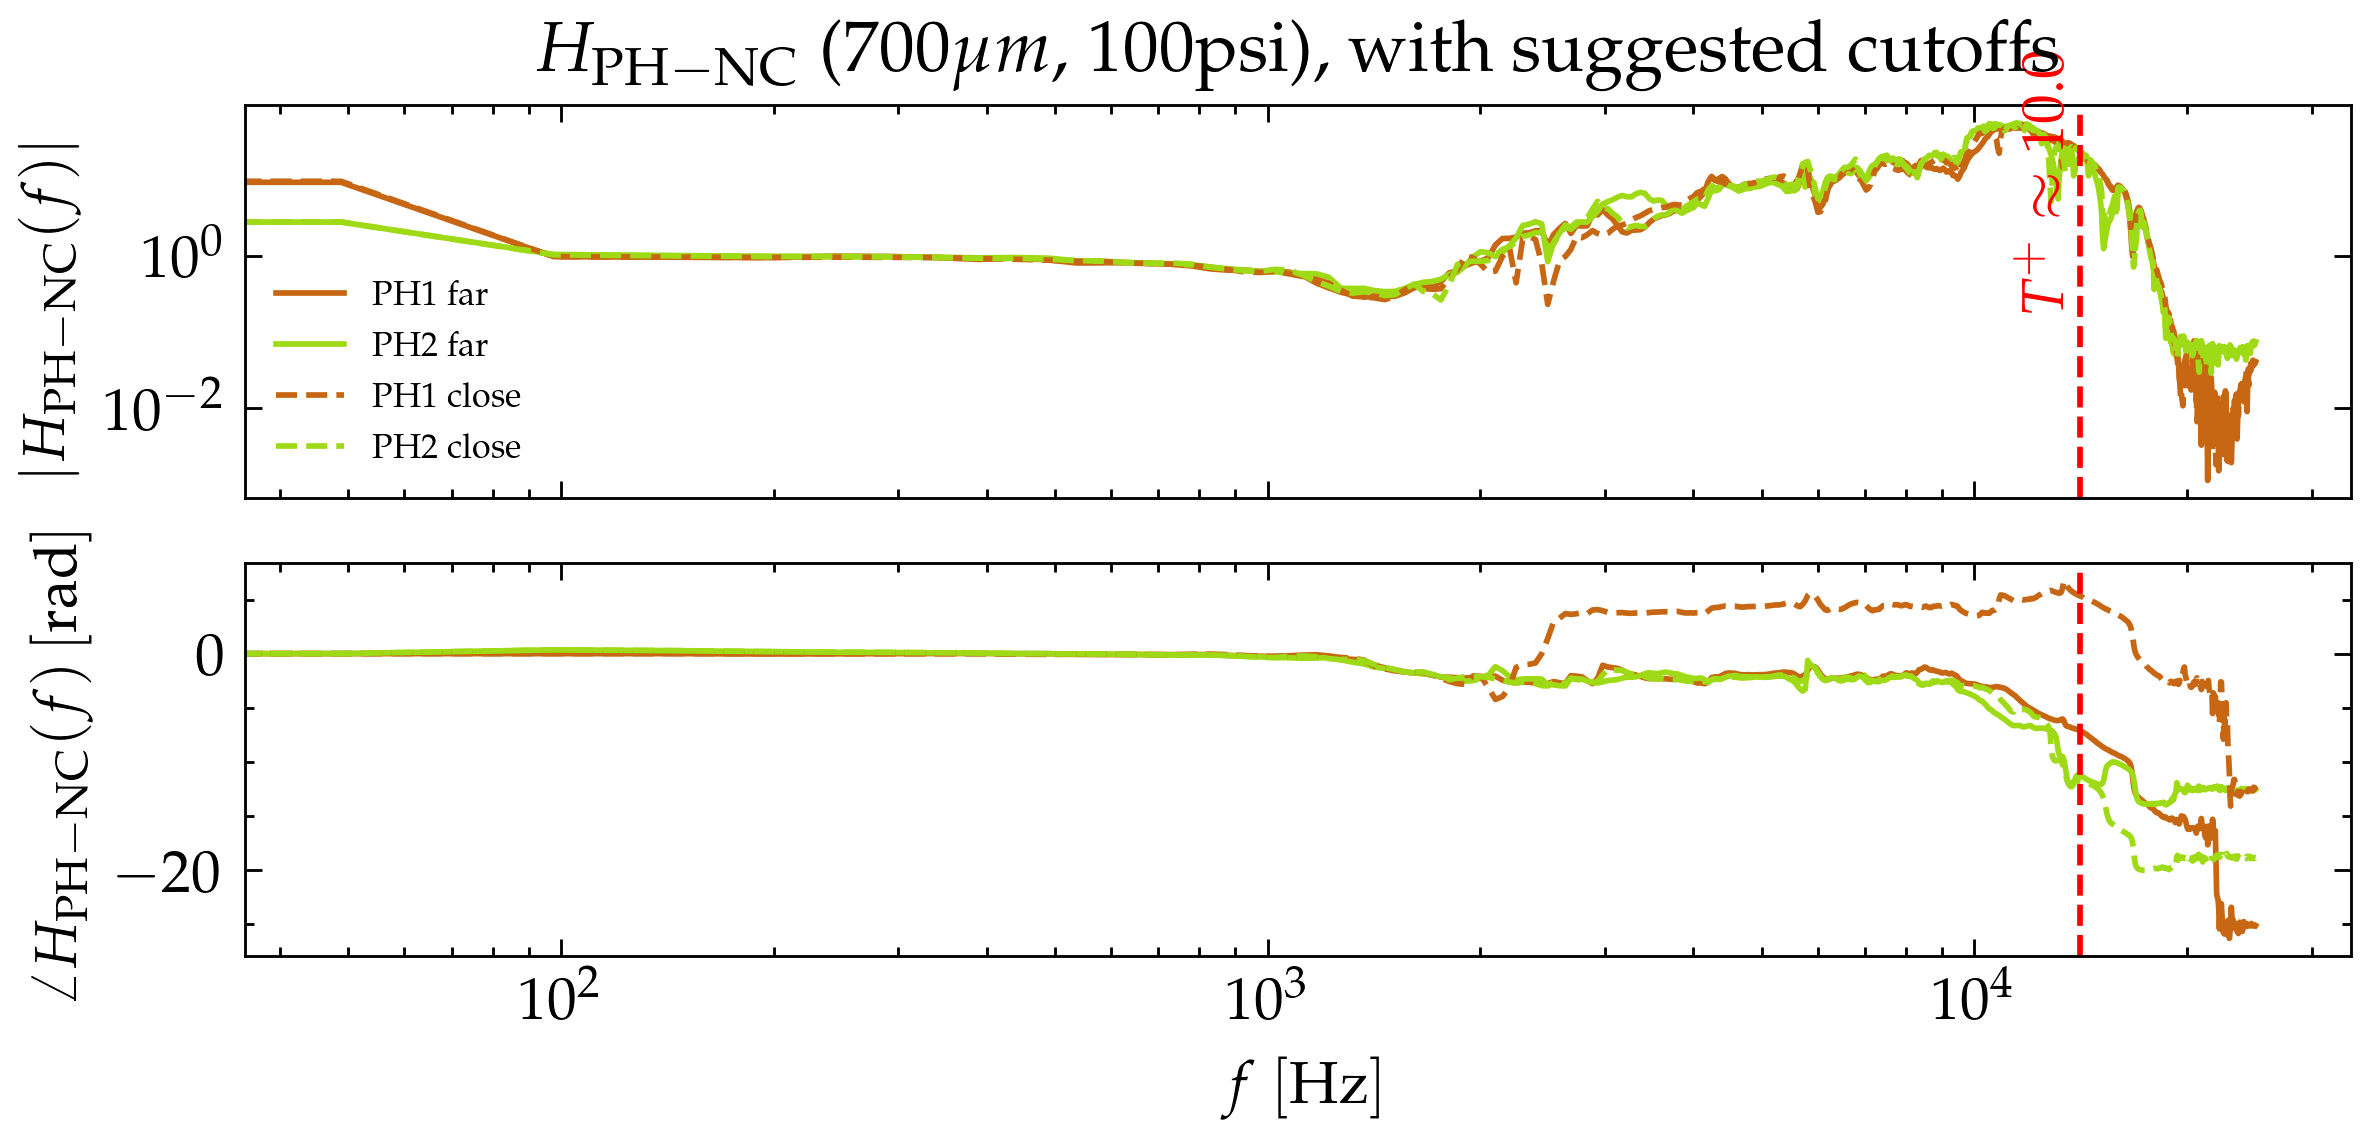 H_PH−NC (700μm, 100psi), with suggested cutoffs
|H_PH−NC(f)|
10^0
10^−2
T^+ ≈ 10.0
PH1 far
PH2 far
PH1 close
PH2 close
∠H_PH−NC(f) [rad]
0
−20
10^2
10^3
10^4
f [Hz]